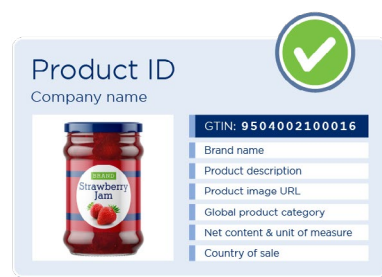 Product ID
Company name
BRAND
Strawberry
Jam
GTIN: 9504002100016
Brand name
Product description
Product image URL
Global product category
Net content & unit of measure
Country of sale